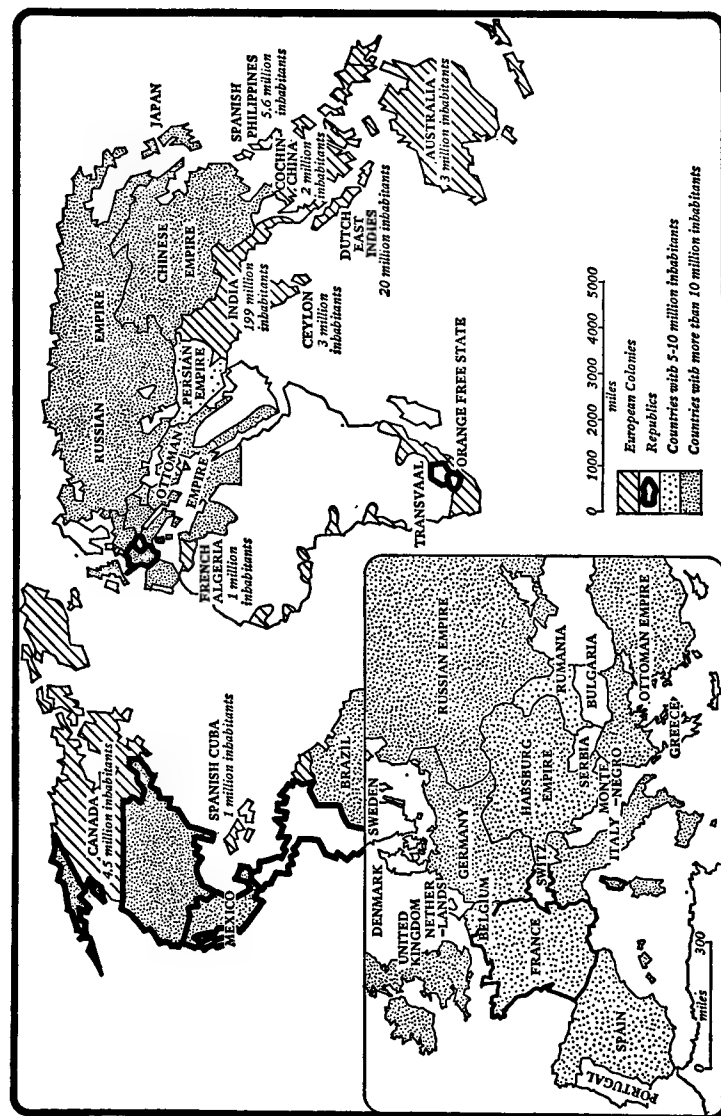 CANADA
4.5 million inhabitants
MEXICO
SPANISH CUBA
1 million
inhabitants
BRAZIL
RUSSIAN
EMPIRE
CHINESE
EMPIRE
JAPAN
PERSIAN
EMPIRE
OTTOMAN
EMPIRE
FRENCH
ALGERIA
1 million
inhabitants
INDIA
199 million
inhabitants
CEYLON
3 million
inhabitants
SPANISH
PHILIPPINES
5.6 million
inhabitants
COCHIN
CHINA
2 million
inhabitants
DUTCH
EAST
INDIES
20 million inhabitants
AUSTRALIA
3 million inhabitants
TRANSVAAL
ORANGE FREE STATE
0 1000 2000 3000 4000 5000
miles
European Colonies
Republics
Countries with 5-10 million inhabitants
Countries with more than 10 million inhabitants
DENMARK
SWEDEN
UNITED
KINGDOM
NETHER
-LANDS
BELGIUM
GERMANY
RUSSIAN EMPIRE
FRANCE
SWITZ
HABSBURG
EMPIRE
RUMANIA
SERBIA
BULGARIA
MONTE
-NEGRO
ITALY
OTTOMAN EMPIRE
GREECE
SPAIN
PORTUGAL
0 miles 300